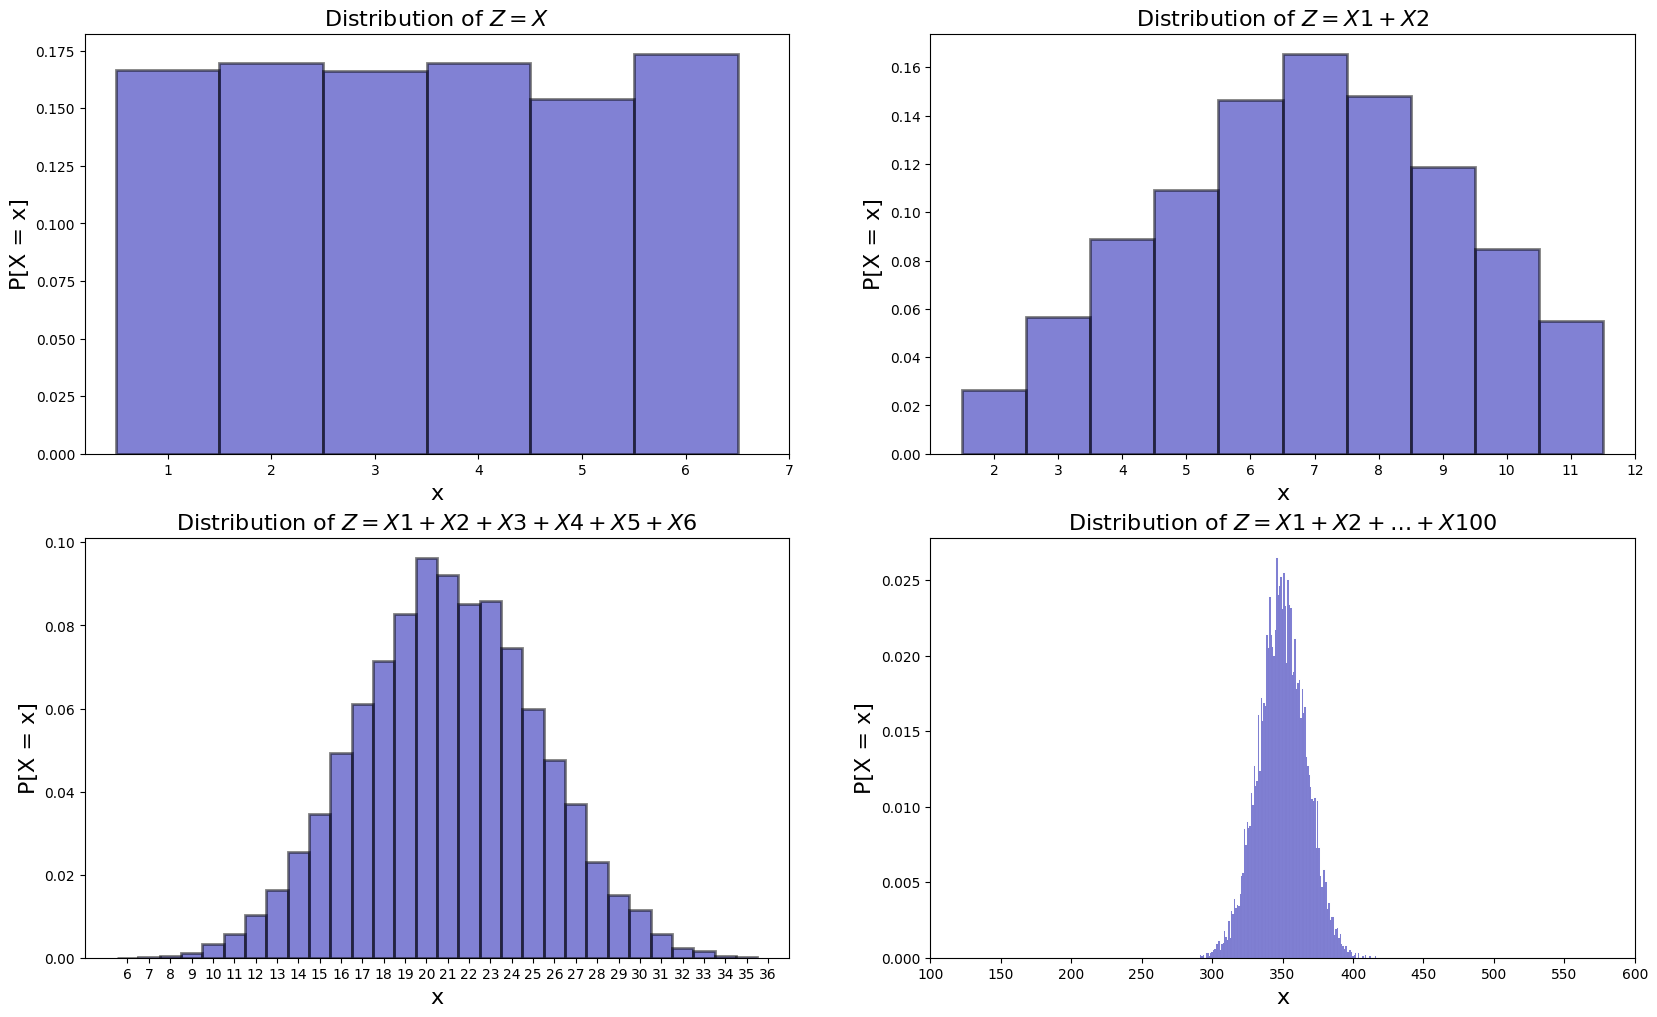 Distribution of Z = X
0.175
0.150
0.125
0.100
0.075
0.050
0.025
0.000
P[X = x]
1 2 3 4 5 6 7
x
Distribution of Z = X1 + X2
0.16
0.14
0.12
0.10
0.08
0.06
0.04
0.02
0.00
P[X = x]
2 3 4 5 6 7 8 9 10 11 12
x
Distribution of Z = X1 + X2 + X3 + X4 + X5 + X6
0.10
0.08
0.06
0.04
0.02
0.00
P[X = x]
6 7 8 9 10 11 12 13 14 15 16 17 18 19 20 21 22 23 24 25 26 27 28 29 30 31 32 33 34 35 36
x
Distribution of Z = X1 + X2 + ... + X100
0.025
0.020
0.015
0.010
0.005
0.000
P[X = x]
100 150 200 250 300 350 400 450 500 550 600
x